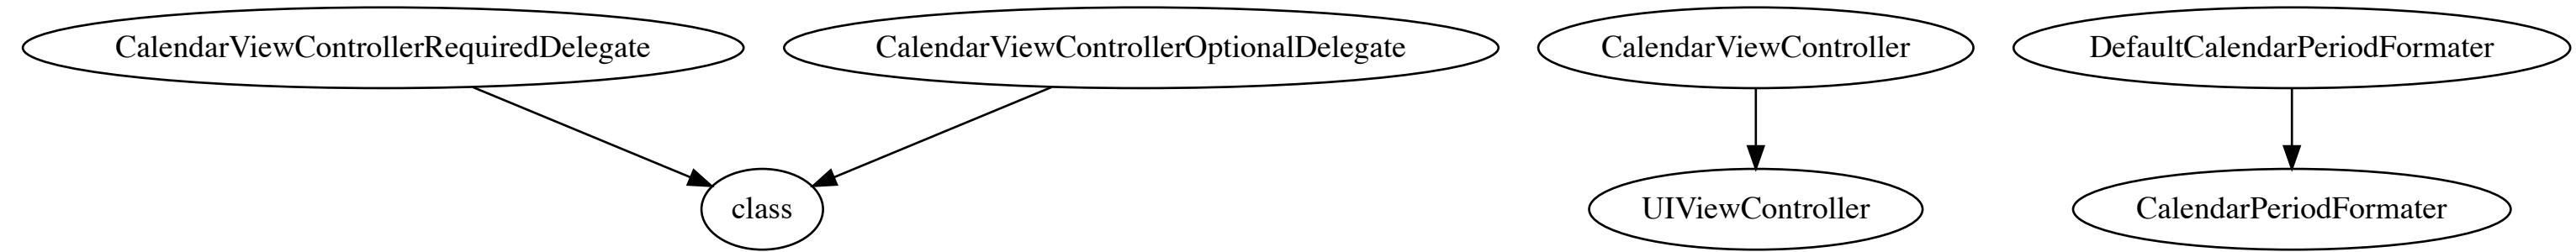 CalendarViewControllerRequiredDelegate
CalendarViewControllerOptionalDelegate
CalendarViewController
DefaultCalendarPeriodFormater
class
UIViewController
CalendarPeriodFormater